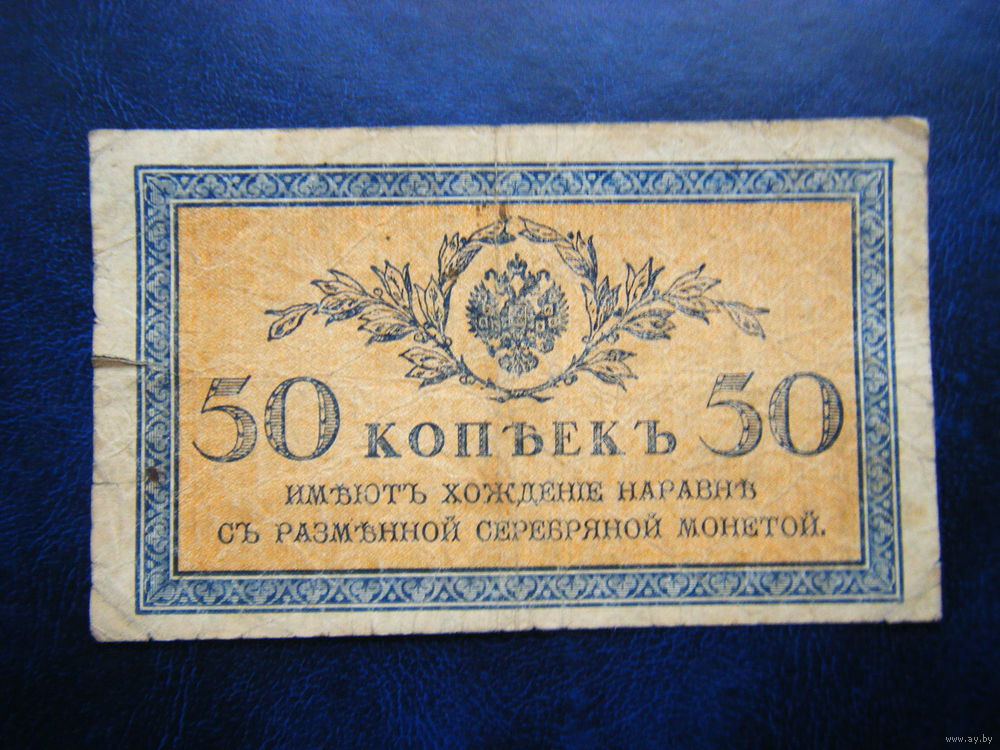 50 КОПѢЕКЪ 50
ИМѢЮТЪ ХОЖДЕНІЕ НАРАВНѢ
СЪ РАЗМѢННОЙ СЕРЕБРЯНОЙ МОНЕТОЙ.
www.ay.by